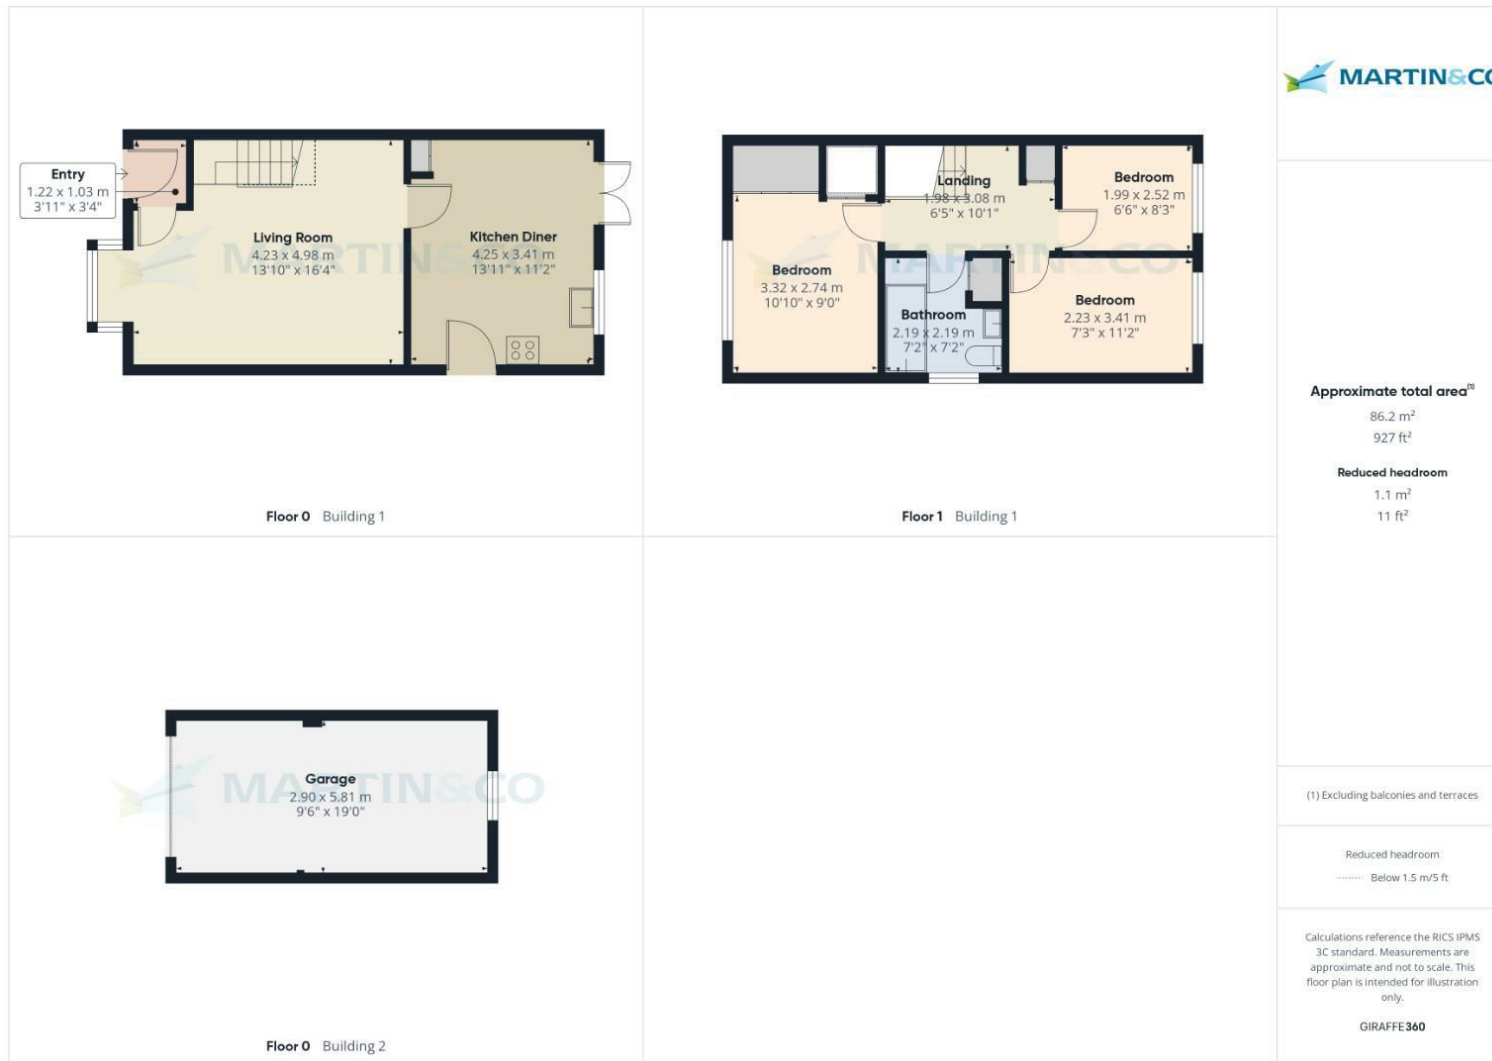 Entry
1.22 x 1.03 m
3'11" x 3'4"
Living Room
4.23 x 4.98 m
13'10" x 16'4"
Kitchen Diner
4.25 x 3.41 m
13'11" x 11'2"
MARTIN&CO
Floor 0 Building 1
Landing
1.98 x 3.08 m
6'5" x 10'1"
Bedroom
1.99 x 2.52 m
6'6" x 8'3"
Bedroom
3.32 x 2.74 m
10'10" x 9'0"
Bathroom
2.19 x 2.19 m
7'2" x 7'2"
Bedroom
2.23 x 3.41 m
7'3" x 11'2"
MARTIN&CO
Floor 1 Building 1
Garage
2.90 x 5.81 m
9'6" x 19'0"
MARTIN&CO
Floor 0 Building 2
MARTIN&CO
Approximate total area(1)
86.2 m²
927 ft²
Reduced headroom
1.1 m²
11 ft²
(1) Excluding balconies and terraces
Reduced headroom
Below 1.5 m/5 ft
Calculations reference the RICS IPMS
3C standard. Measurements are
approximate and not to scale. This
floor plan is intended for illustration
only.
GIRAFFE360